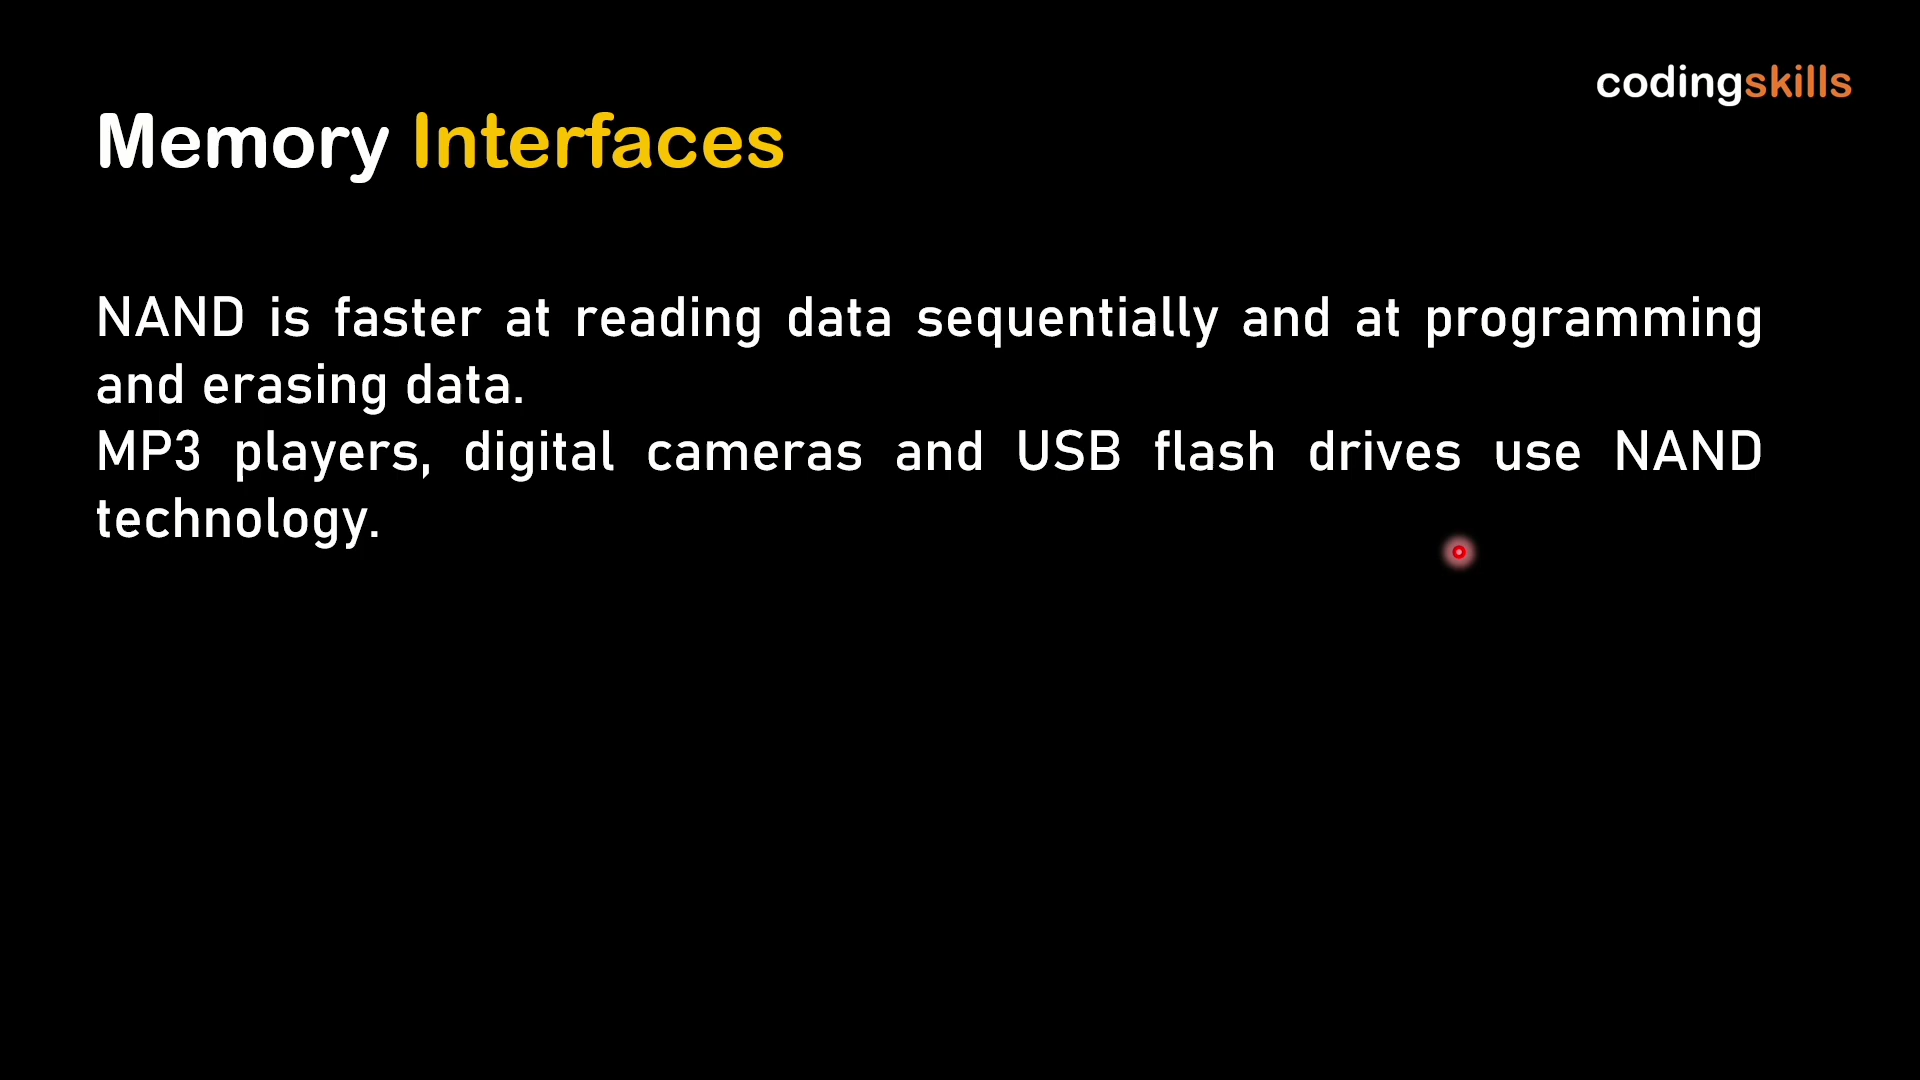 codingskills
Memory Interfaces
NAND is faster at reading data sequentially and at programming
and erasing data.
MP3 players, digital cameras and USB flash drives use NAND
technology.